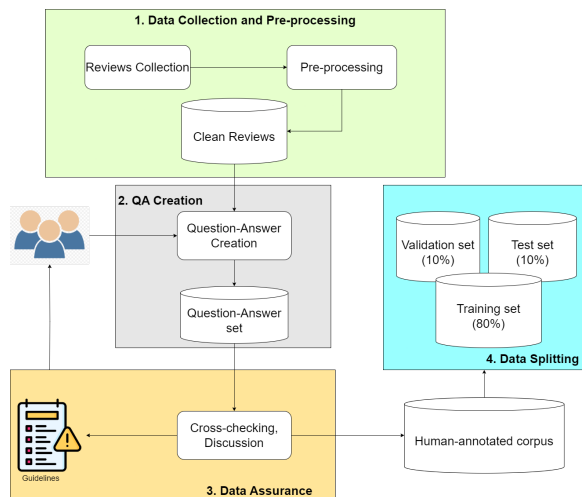 1. Data Collection and Pre-processing
Reviews Collection
Pre-processing
Clean Reviews
2. QA Creation
Question-Answer
Creation
Question-Answer
set
Validation set
(10%)
Test set
(10%)
Training set
(80%)
4. Data Splitting
Guidelines
Cross-checking,
Discussion
3. Data Assurance
Human-annotated corpus